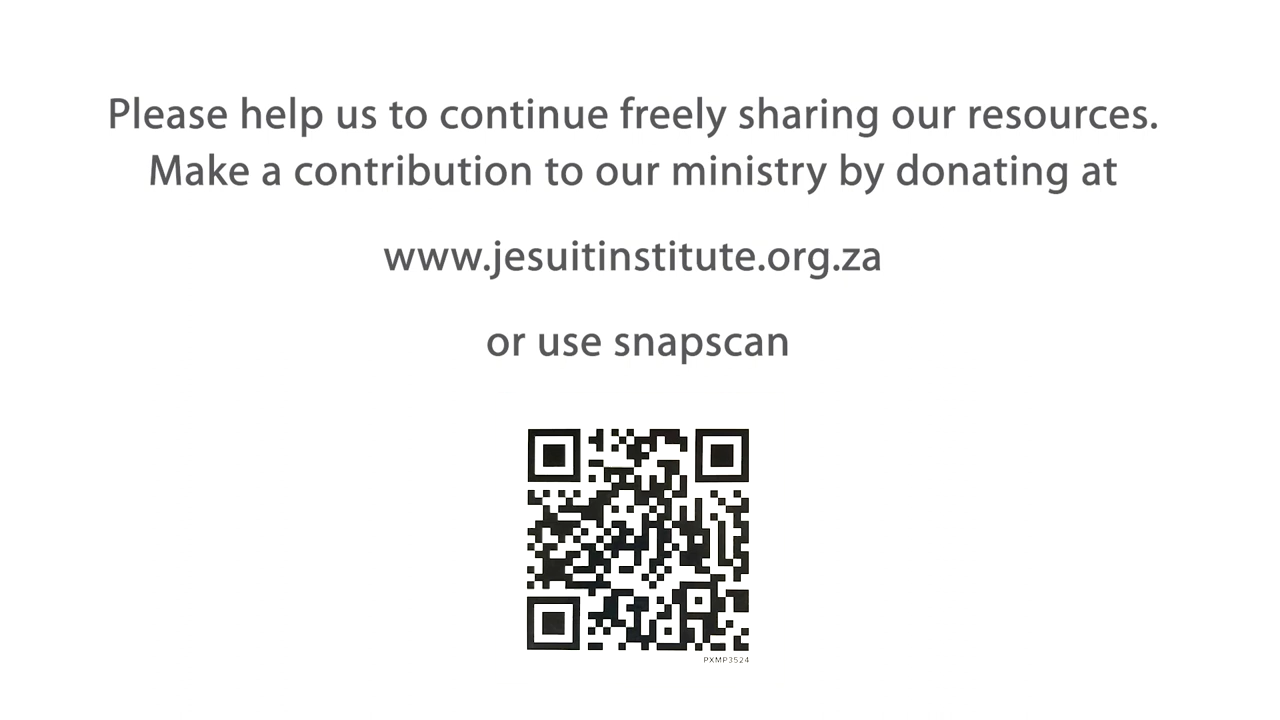 Please help us to continue freely sharing our resources.
Make a contribution to our ministry by donating at
www.jesuitinstitute.org.za
or use snapscan
PXMP3524